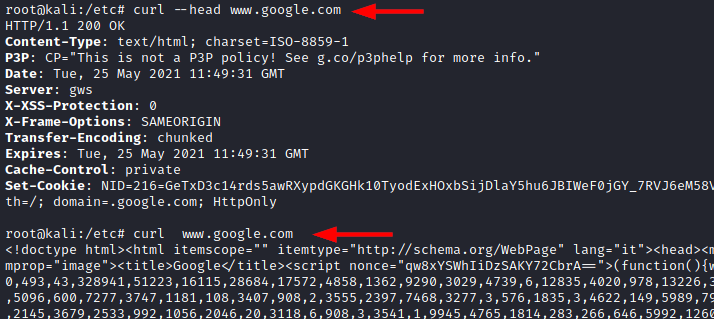 root@kali:/etc# curl --head www.google.com
HTTP/1.1 200 OK
Content-Type: text/html; charset=ISO-8859-1
P3P: CP="This is not a P3P policy! See g.co/p3phelp for more info."
Date: Tue, 25 May 2021 11:49:31 GMT
Server: gws
X-XSS-Protection: 0
X-Frame-Options: SAMEORIGIN
Transfer-Encoding: chunked
Expires: Tue, 25 May 2021 11:49:31 GMT
Cache-Control: private
Set-Cookie: NID=216=GeTxD3c14rds5awRXypdGKGHk10TyodExHOxbSijDlaY5hu6JBIWeF0jGY_7RVJ6eM58V
th=/; domain=.google.com; HttpOnly
root@kali:/etc# curl  www.google.com
<!doctype html><html itemscope="" itemtype="http://schema.org/WebPage" lang="it"><head><m
mprop="image"><title>Google</title><script nonce="qw8xYSWhIiDzSAKY72CbrA==">(function(){w
0,493,43,328941,51223,16115,28684,17572,4858,1362,9290,3029,4739,6,12835,4020,978,13226,3
,5096,600,7277,3747,1181,108,3407,908,2,3555,2397,7468,3277,3,576,1835,3,4622,149,5989,79
,2145,3679,2533,992,1056,2046,20,3118,6,908,3,3541,1,9945,4765,1814,283,266,646,5992,1260